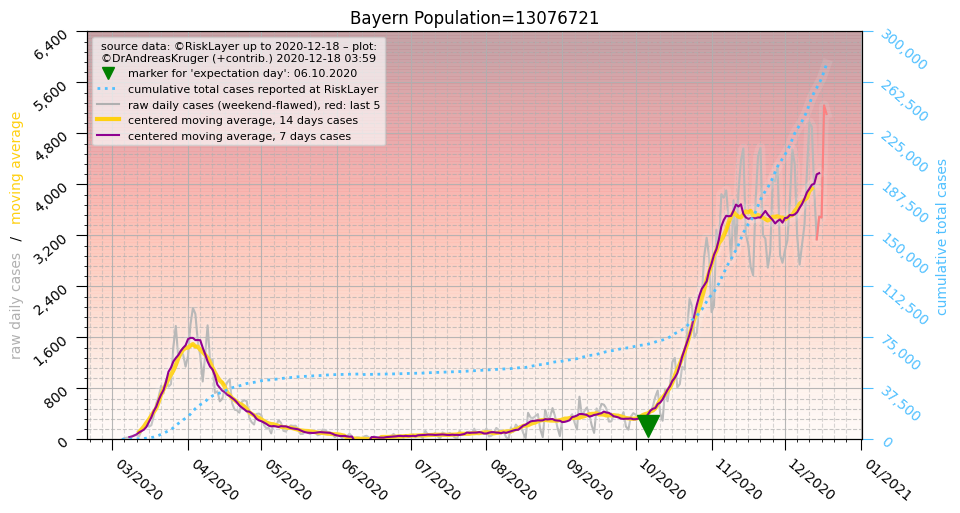 Bayern Population=13076721
source data: ©RiskLayer up to 2020-12-18 – plot:
©DrAndreasKruger (+contrib.) 2020-12-18 03:59
marker for 'expectation day': 06.10.2020
cumulative total cases reported at RiskLayer
raw daily cases (weekend-flawed), red: last 5
centered moving average, 14 days cases
centered moving average, 7 days cases
raw daily cases / moving average
6,400
5,600
4,800
4,000
3,200
2,400
1,600
800
0
300,000
262,500
225,000
187,500
150,000
112,500
75,000
37,500
0
cumulative total cases
03/2020
04/2020
05/2020
06/2020
07/2020
08/2020
09/2020
10/2020
11/2020
12/2020
01/2021